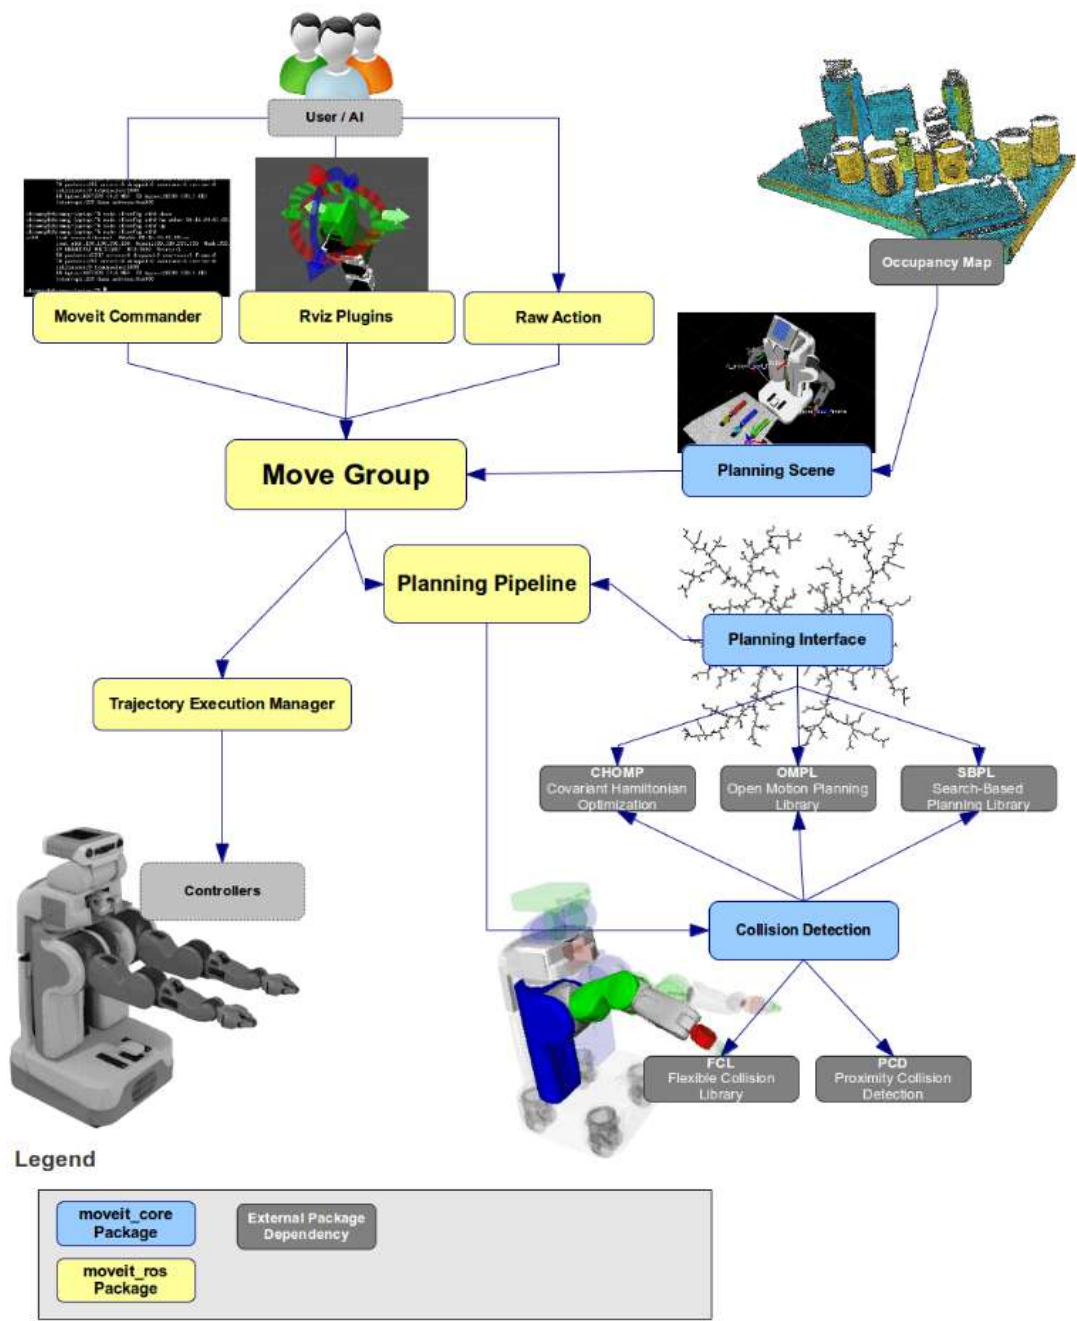 User / AI
Occupancy Map
Moveit Commander
Rviz Plugins
Raw Action
Move Group
Planning Scene
Planning Pipeline
Planning Interface
Trajectory Execution Manager
CHOMP
Covariant Hamiltonian
Optimization
OMPL
Open Motion Planning
Library
SBPL
Search-Based
Planning Library
Controllers
Collision Detection
FCL
Flexible Collision
Library
PCD
Proximity Collision
Detection
Legend
moveit_core
Package
External Package
Dependency
moveit_ros
Package